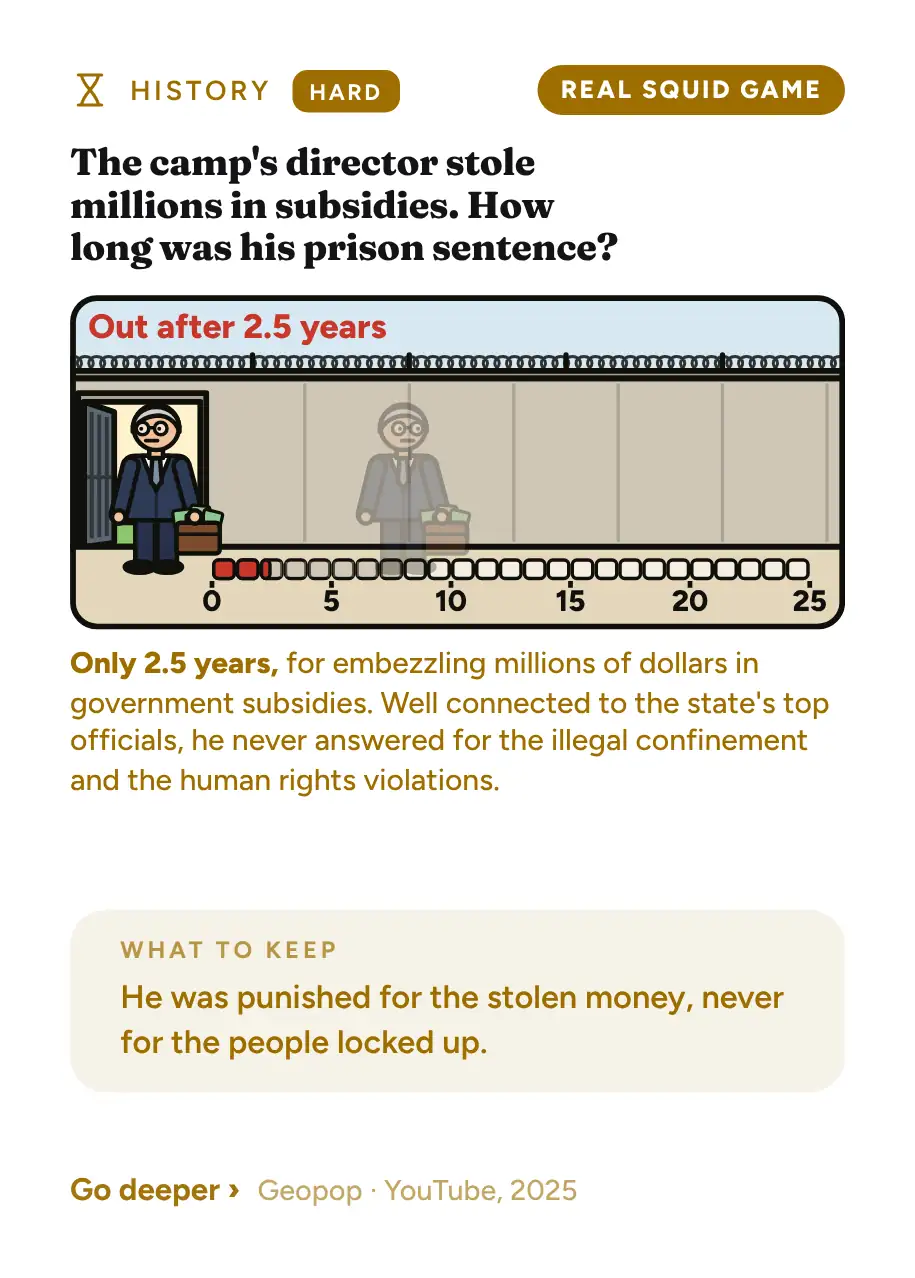 HISTORY HARD REAL SQUID GAME
The camp's director stole
millions in subsidies. How
long was his prison sentence?
Out after 2.5 years
0 5 10 15 20 25
Only 2.5 years, for embezzling millions of dollars in
government subsidies. Well connected to the state's top
officials, he never answered for the illegal confinement
and the human rights violations.
WHAT TO KEEP
He was punished for the stolen money, never
for the people locked up.
Go deeper › Geopop · YouTube, 2025